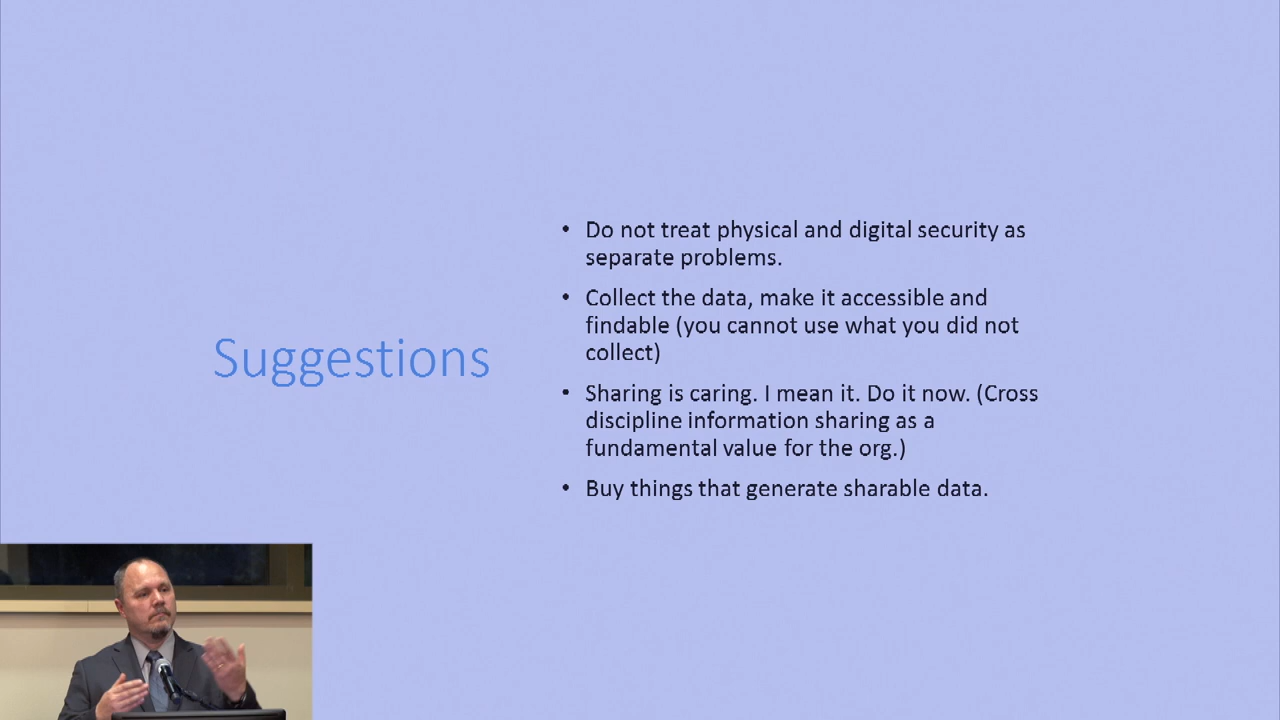 Suggestions
• Do not treat physical and digital security as
separate problems.
• Collect the data, make it accessible and
findable (you cannot use what you did not
collect)
• Sharing is caring. I mean it. Do it now. (Cross
discipline information sharing as a
fundamental value for the org.)
• Buy things that generate sharable data.